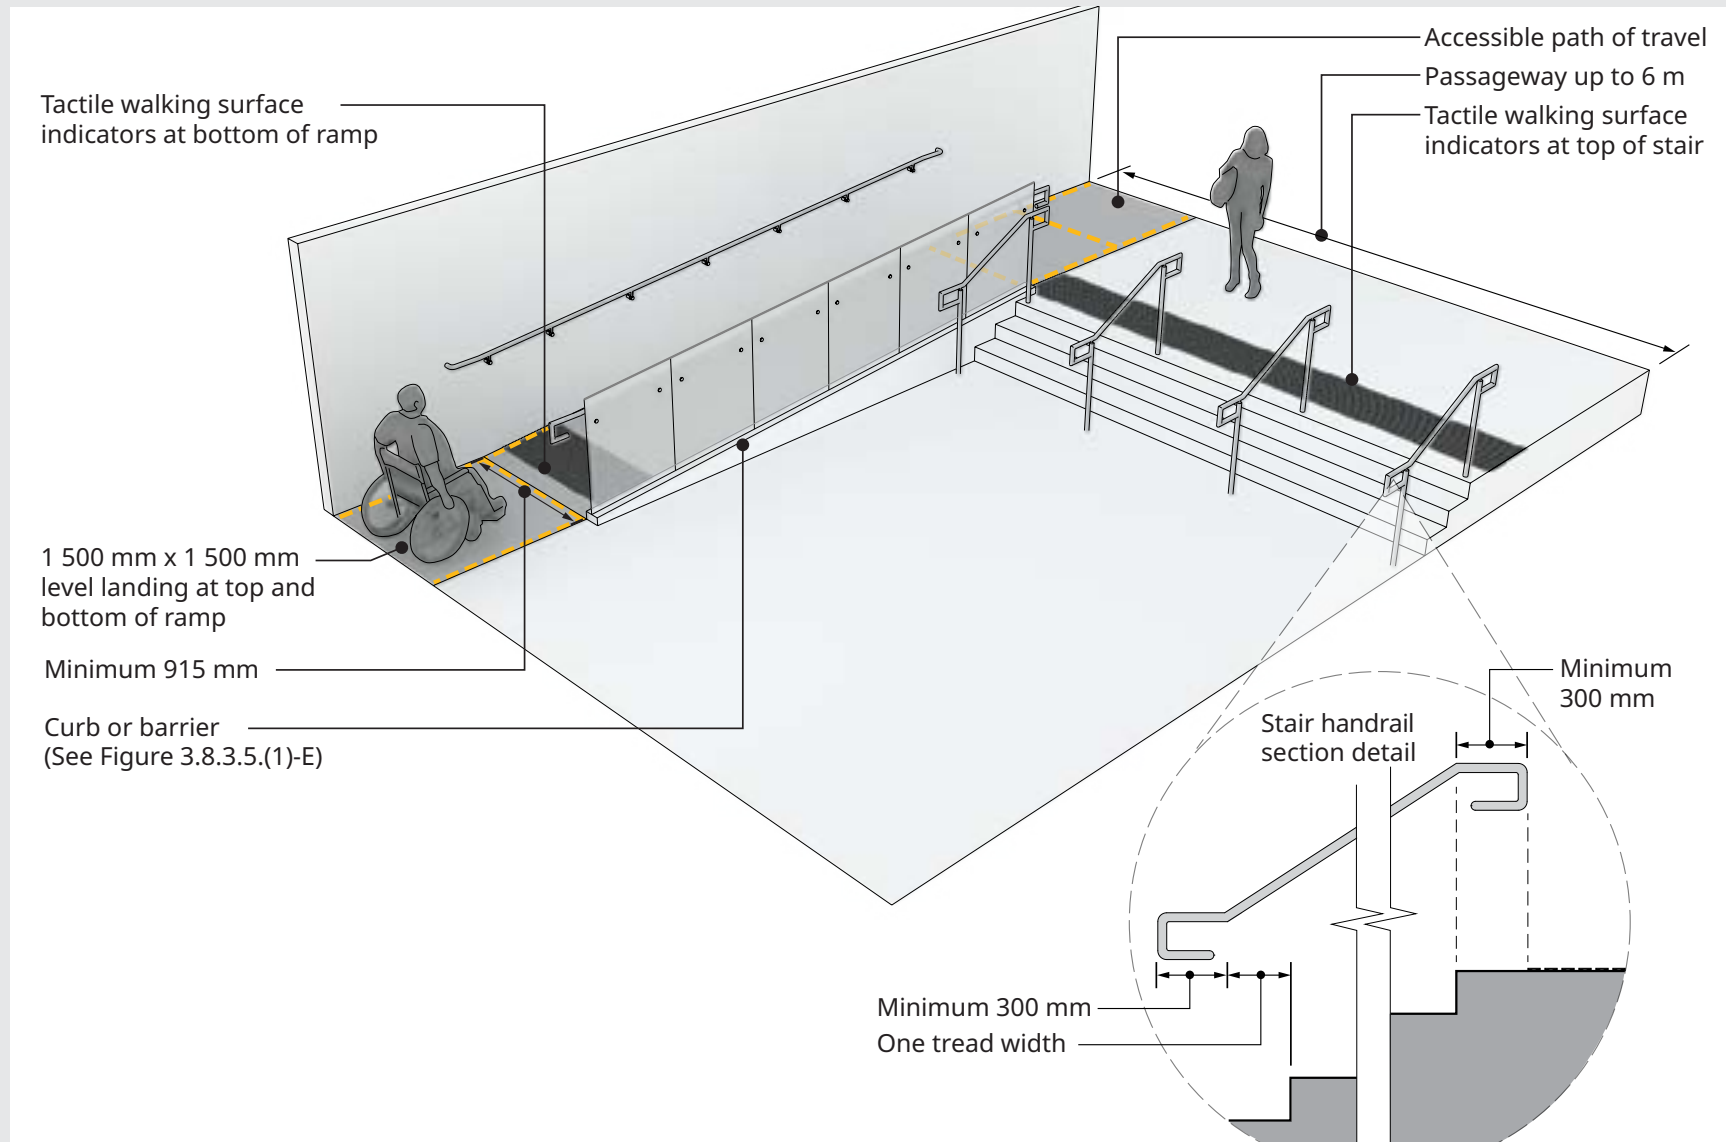 Accessible path of travel
Passageway up to 6 m
Tactile walking surface
indicators at top of stair
Tactile walking surface
indicators at bottom of ramp
1 500 mm x 1 500 mm
level landing at top and
bottom of ramp
Minimum 915 mm
Curb or barrier
(See Figure 3.8.3.5.(1)-E)
Minimum
300 mm
Stair handrail
section detail
Minimum 300 mm
One tread width